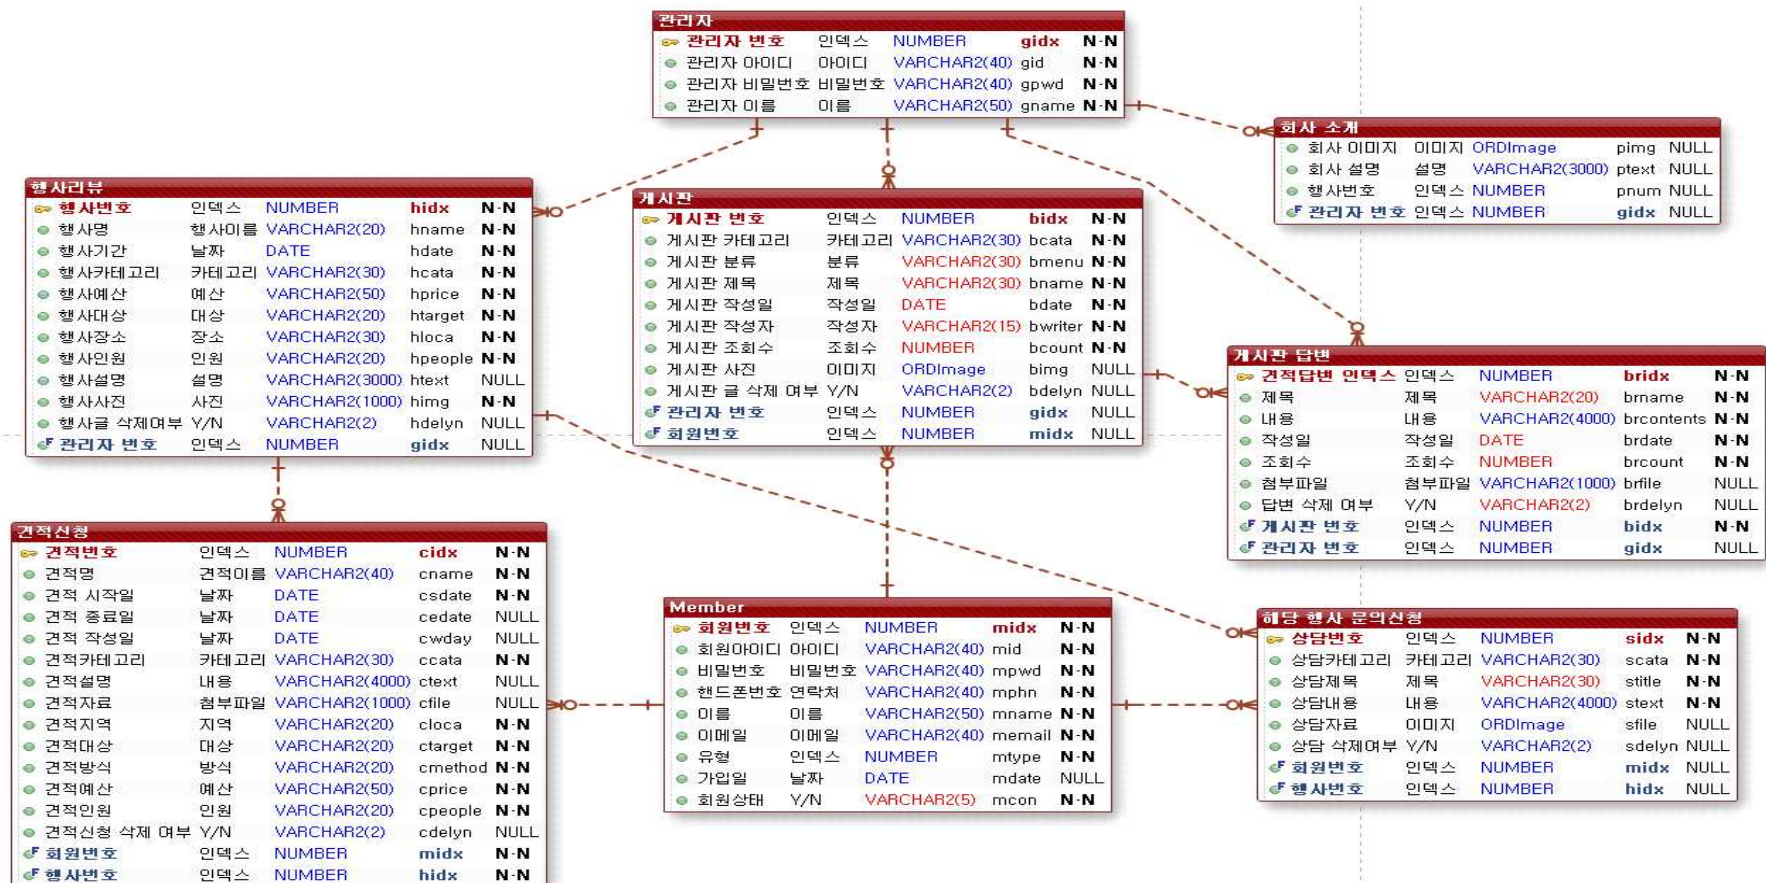 관리자
관리자 번호 인덱스 NUMBER gidx N-N
관리자 아이디 아이디 VARCHAR2(40) gid N-N
관리자 비밀번호 비밀번호 VARCHAR2(40) gpwd N-N
관리자 이름 이름 VARCHAR2(50) gname N-N
회사 소개
회사 이미지 이미지 ORDImage pimg NULL
회사 설명 설명 VARCHAR2(3000) ptext NULL
행사번호 인덱스 NUMBER pnum NULL
관리자 번호 인덱스 NUMBER gidx NULL
행사리뷰
행사번호 인덱스 NUMBER hidx N-N
행사명 행사이름 VARCHAR2(20) hname N-N
행사기간 날짜 DATE hdate N-N
행사카테고리 카테고리 VARCHAR2(30) hcata N-N
행사예산 예산 VARCHAR2(50) hprice N-N
행사대상 대상 VARCHAR2(20) htarget N-N
행사장소 장소 VARCHAR2(30) hloca N-N
행사인원 인원 VARCHAR2(20) hpeople N-N
행사설명 설명 VARCHAR2(3000) htext NULL
행사사진 사진 VARCHAR2(1000) himg N-N
행사글 삭제여부 Y/N VARCHAR2(2) hdelyn NULL
관리자 번호 인덱스 NUMBER gidx NULL
게시판
게시판 번호 인덱스 NUMBER bidx N-N
게시판 카테고리 카테고리 VARCHAR2(30) bcata N-N
게시판 분류 분류 VARCHAR2(30) bmenu N-N
게시판 제목 제목 VARCHAR2(30) bname N-N
게시판 작성일 작성일 DATE bdate N-N
게시판 작성자 작성자 VARCHAR2(15) bwriter N-N
게시판 조회수 조회수 NUMBER bcount N-N
게시판 사진 이미지 ORDImage bimg NULL
게시판 글 삭제 여부 Y/N VARCHAR2(2) bdelyn NULL
관리자 번호 인덱스 NUMBER gidx NULL
회원번호 인덱스 NUMBER midx NULL
게시판 답변
견적답변 인덱스 인덱스 NUMBER bridx N-N
제목 제목 VARCHAR2(20) brname N-N
내용 내용 VARCHAR2(4000) brcontents N-N
작성일 작성일 DATE brdate N-N
조회수 조회수 NUMBER brcount N-N
첨부파일 첨부파일 VARCHAR2(1000) brfile NULL
답변 삭제 여부 Y/N VARCHAR2(2) brdelyn NULL
게시판 번호 인덱스 NUMBER bidx N-N
관리자 번호 인덱스 NUMBER gidx NULL
견적신청
견적번호 인덱스 NUMBER cidx N-N
견적명 견적이름 VARCHAR2(40) cname N-N
견적 시작일 날짜 DATE csdate N-N
견적 종료일 날짜 DATE cedate NULL
견적 작성일 날짜 DATE cwday NULL
견적카테고리 카테고리 VARCHAR2(30) ccata N-N
견적설명 내용 VARCHAR2(4000) ctext NULL
견적자료 첨부파일 VARCHAR2(1000) cfile NULL
견적지역 지역 VARCHAR2(20) cloca N-N
견적대상 대상 VARCHAR2(20) ctarget N-N
견적방식 방식 VARCHAR2(20) cmethod N-N
견적예산 예산 VARCHAR2(50) cprice N-N
견적인원 인원 VARCHAR2(20) cpeople N-N
견적신청 삭제 여부 Y/N VARCHAR2(2) cdelyn NULL
회원번호 인덱스 NUMBER midx N-N
행사번호 인덱스 NUMBER hidx N-N
Member
회원번호 인덱스 NUMBER midx N-N
회원아이디 아이디 VARCHAR2(40) mid N-N
비밀번호 비밀번호 VARCHAR2(40) mpwd N-N
핸드폰번호 연락처 VARCHAR2(40) mphn N-N
이름 이름 VARCHAR2(50) mname N-N
이메일 이메일 VARCHAR2(40) memail N-N
유형 인덱스 NUMBER mtype N-N
가입일 날짜 DATE mdate NULL
회원상태 Y/N VARCHAR2(5) mcon N-N
해당 행사 문의신청
상담번호 인덱스 NUMBER sidx N-N
상담카테고리 카테고리 VARCHAR2(30) scata N-N
상담제목 제목 VARCHAR2(30) stitle N-N
상담내용 내용 VARCHAR2(4000) stext N-N
상담자료 이미지 ORDImage sfile NULL
상담 삭제여부 Y/N VARCHAR2(2) sdelyn NULL
회원번호 인덱스 NUMBER midx NULL
행사번호 인덱스 NUMBER hidx NULL